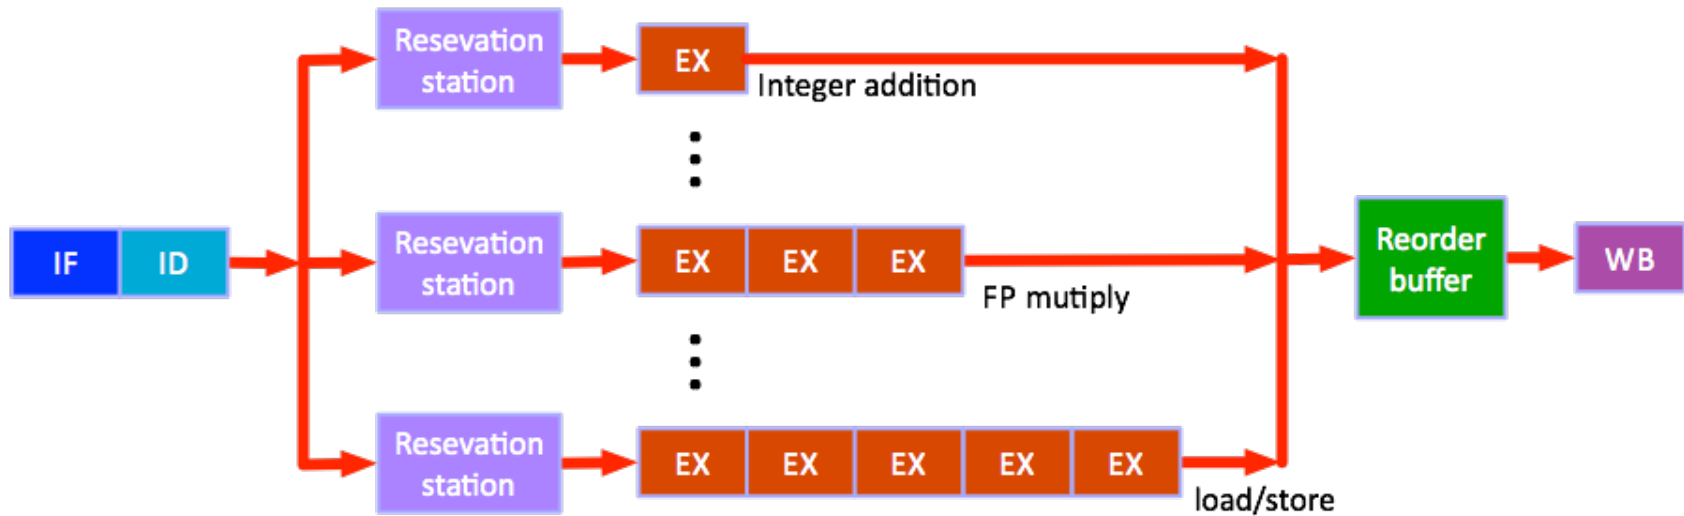 Resevation
station
EX
Integer addition
IF
ID
Resevation
station
EX
EX
EX
FP mutiply
Reorder
buffer
WB
Resevation
station
EX
EX
EX
EX
EX
load/store